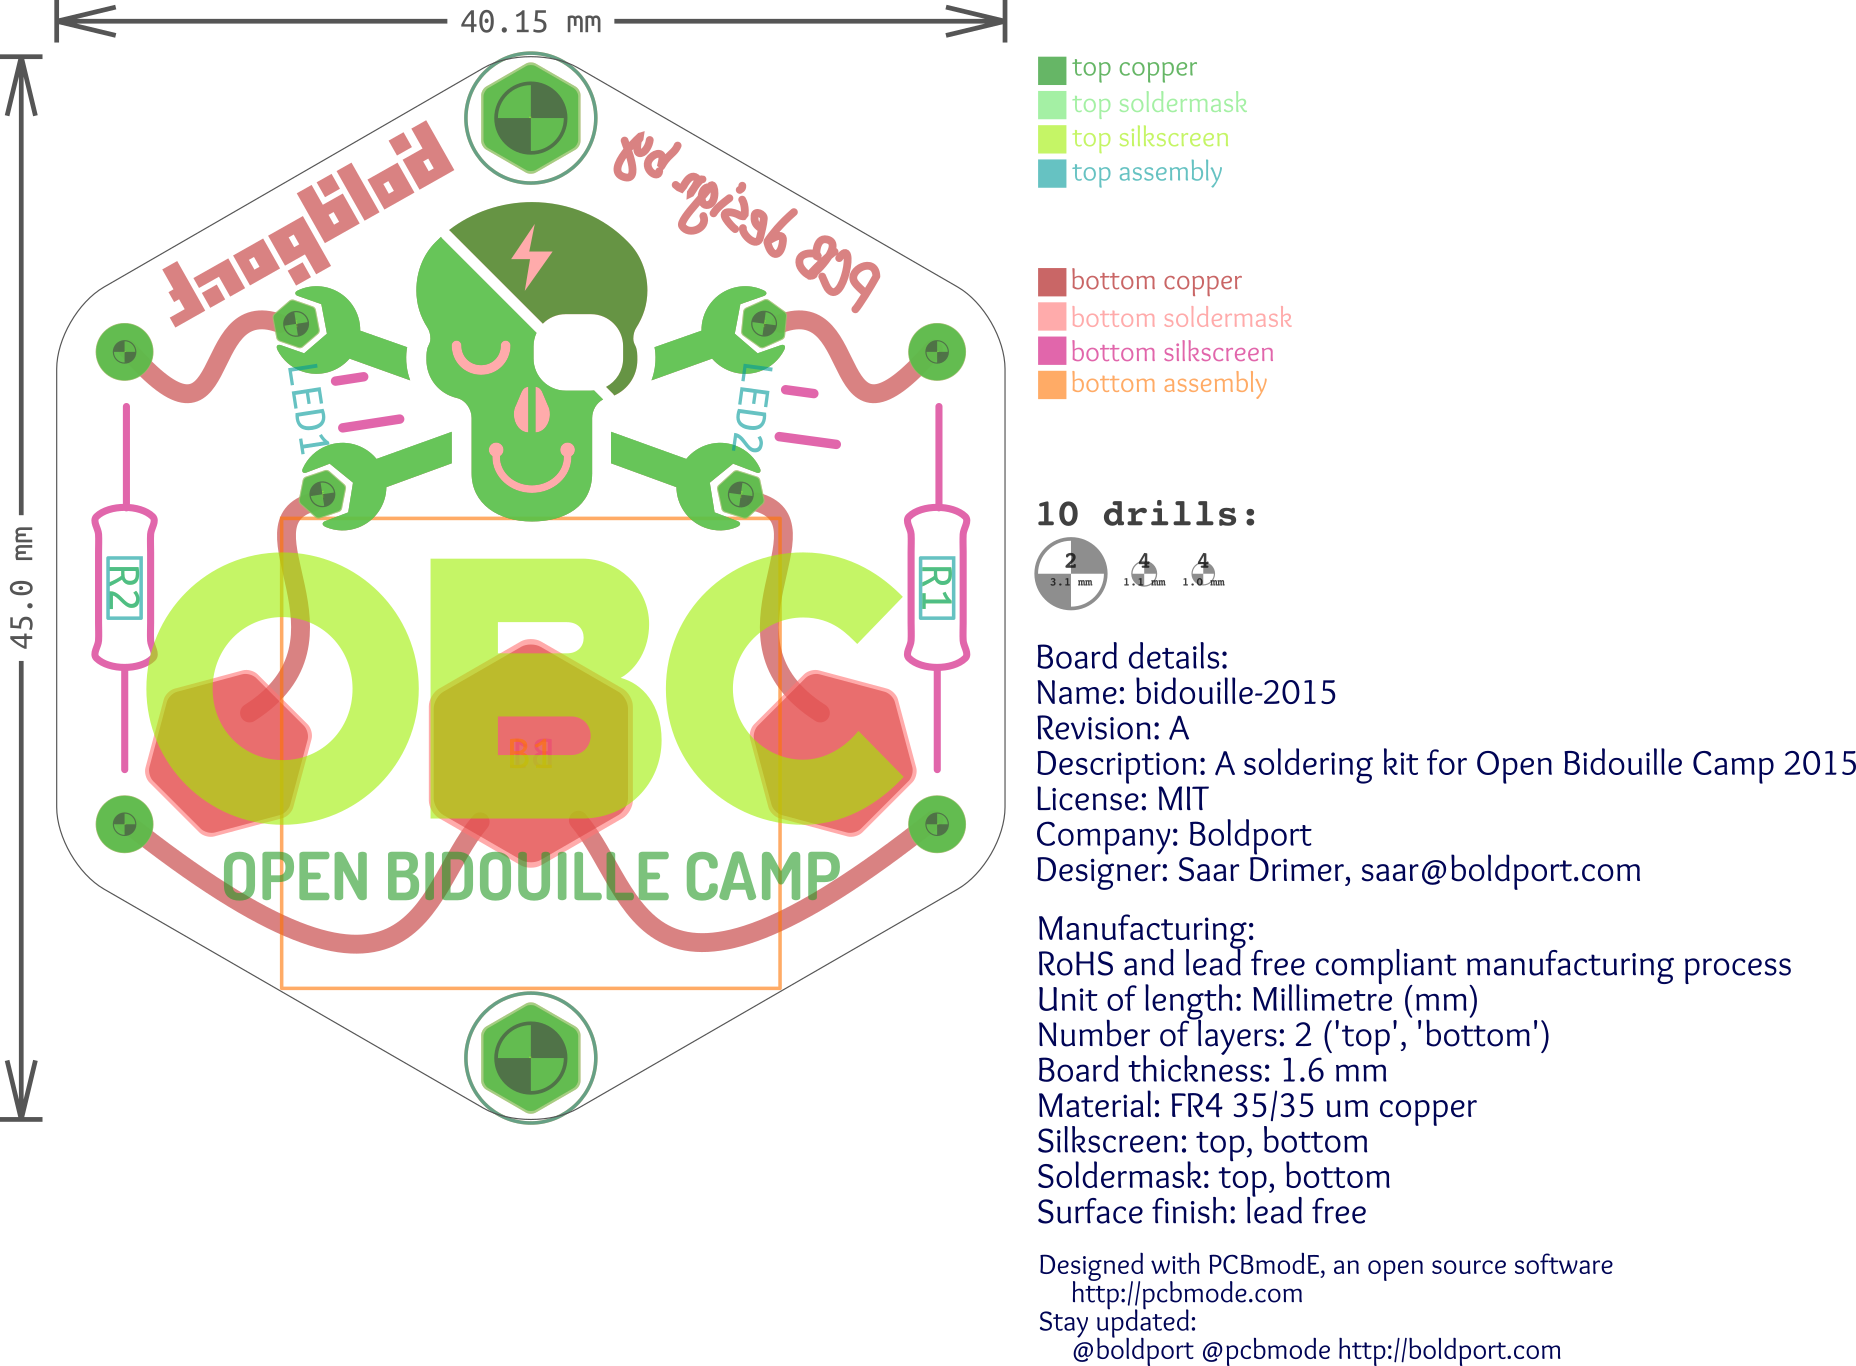 40.15 mm
45.0 mm
boldport
PCB design by
LED1
LED2
R2
R1
OBC
B1
OPEN BIDOUILLE CAMP
top copper
top soldermask
top silkscreen
top assembly
bottom copper
bottom soldermask
bottom silkscreen
bottom assembly
10 drills:
2 4 4
3.1 mm 1.1 mm 1.0 mm
Board details:
Name: bidouille-2015
Revision: A
Description: A soldering kit for Open Bidouille Camp 2015
License: MIT
Company: Boldport
Designer: Saar Drimer, saar@boldport.com
Manufacturing:
RoHS and lead free compliant manufacturing process
Unit of length: Millimetre (mm)
Number of layers: 2 ('top', 'bottom')
Board thickness: 1.6 mm
Material: FR4 35/35 um copper
Silkscreen: top, bottom
Soldermask: top, bottom
Surface finish: lead free
Designed with PCBmodE, an open source software
http://pcbmode.com
Stay updated:
@boldport @pcbmode http://boldport.com